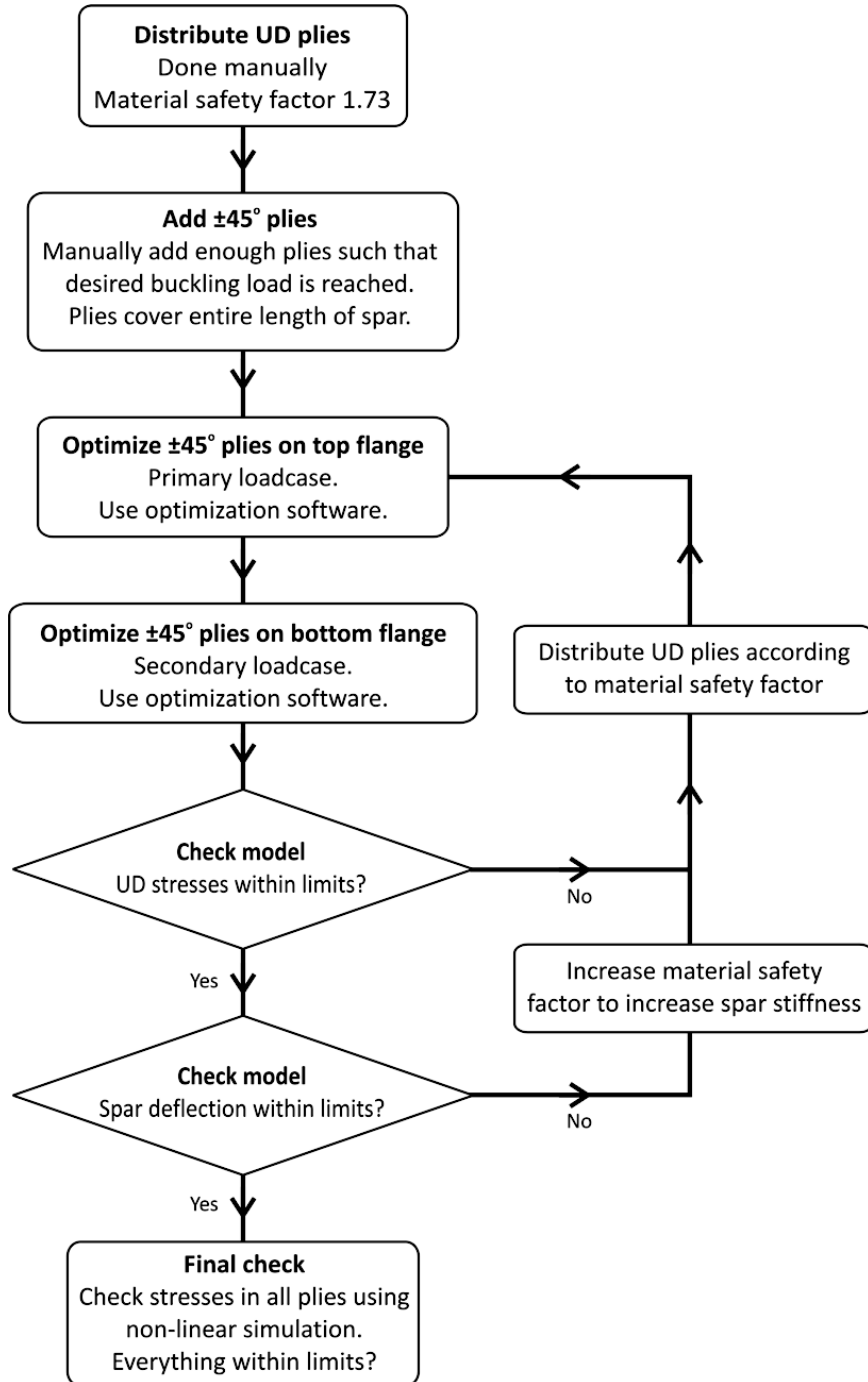 Distribute UD plies
Done manually
Material safety factor 1.73
Add ±45° plies
Manually add enough plies such that
desired buckling load is reached.
Plies cover entire length of spar.
Optimize ±45° plies on top flange
Primary loadcase.
Use optimization software.
Optimize ±45° plies on bottom flange
Secondary loadcase.
Use optimization software.
Distribute UD plies according
to material safety factor
Check model
UD stresses within limits?
No
Yes
Increase material safety
factor to increase spar stiffness
Check model
Spar deflection within limits?
No
Yes
Final check
Check stresses in all plies using
non-linear simulation.
Everything within limits?